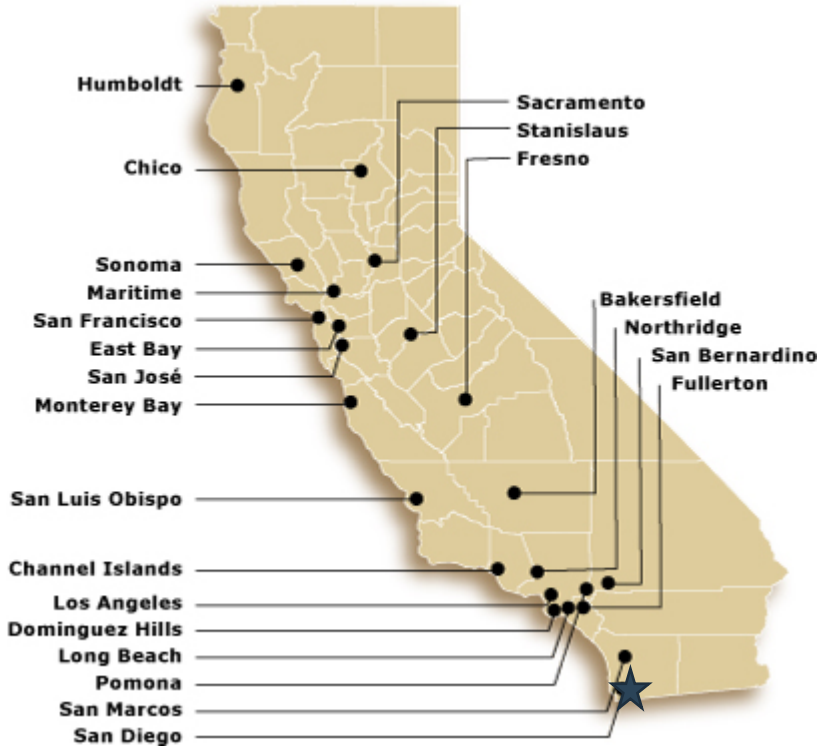 Humboldt
Chico
Sonoma
Maritime
San Francisco
East Bay
San José
Monterey Bay
San Luis Obispo
Channel Islands
Los Angeles
Dominguez Hills
Long Beach
Pomona
San Marcos
San Diego
Sacramento
Stanislaus
Fresno
Bakersfield
Northridge
San Bernardino
Fullerton